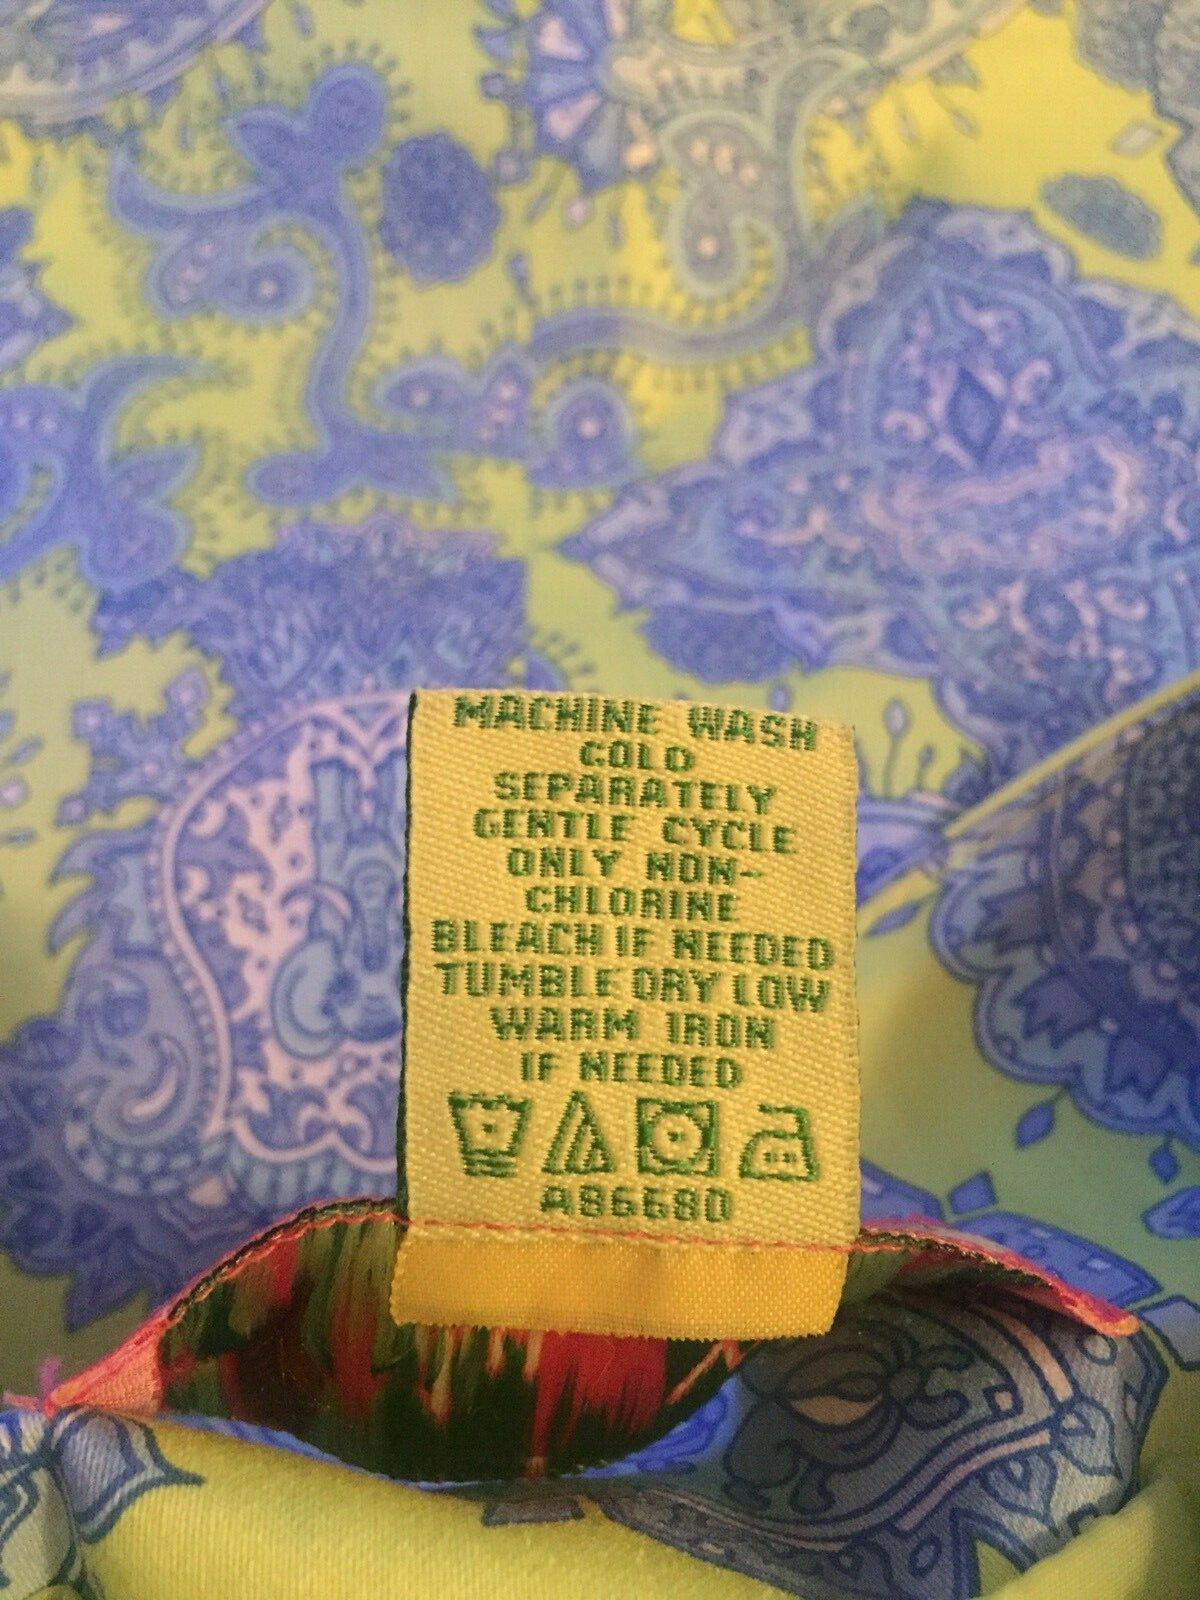 MACHINE WASH
COLD
SEPARATELY
GENTLE CYCLE
ONLY NON-
CHLORINE
BLEACH IF NEEDED
TUMBLE DRY LOW
WARM IRON
IF NEEDED
A86680